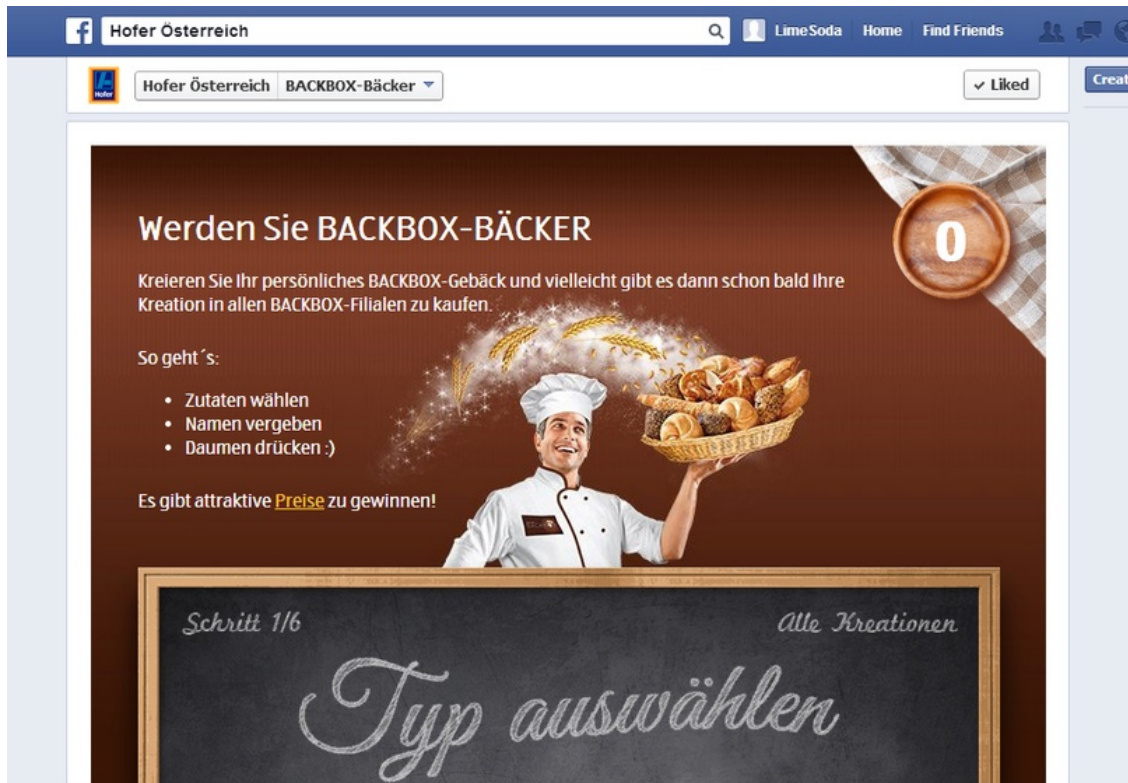 f Hofer Österreich LimeSoda Home Find Friends
Hofer
Hofer Österreich BACKBOX-Bäcker ✓ Liked
Creat
Werden Sie BACKBOX-BÄCKER
0
Kreieren Sie Ihr persönliches BACKBOX-Gebäck und vielleicht gibt es dann schon bald Ihre
Kreation in allen BACKBOX-Filialen zu kaufen.
So geht´s:
• Zutaten wählen
• Namen vergeben
• Daumen drücken :)
Es gibt attraktive Preise zu gewinnen!
Schritt 1/6 Alle Kreationen
Typ auswählen